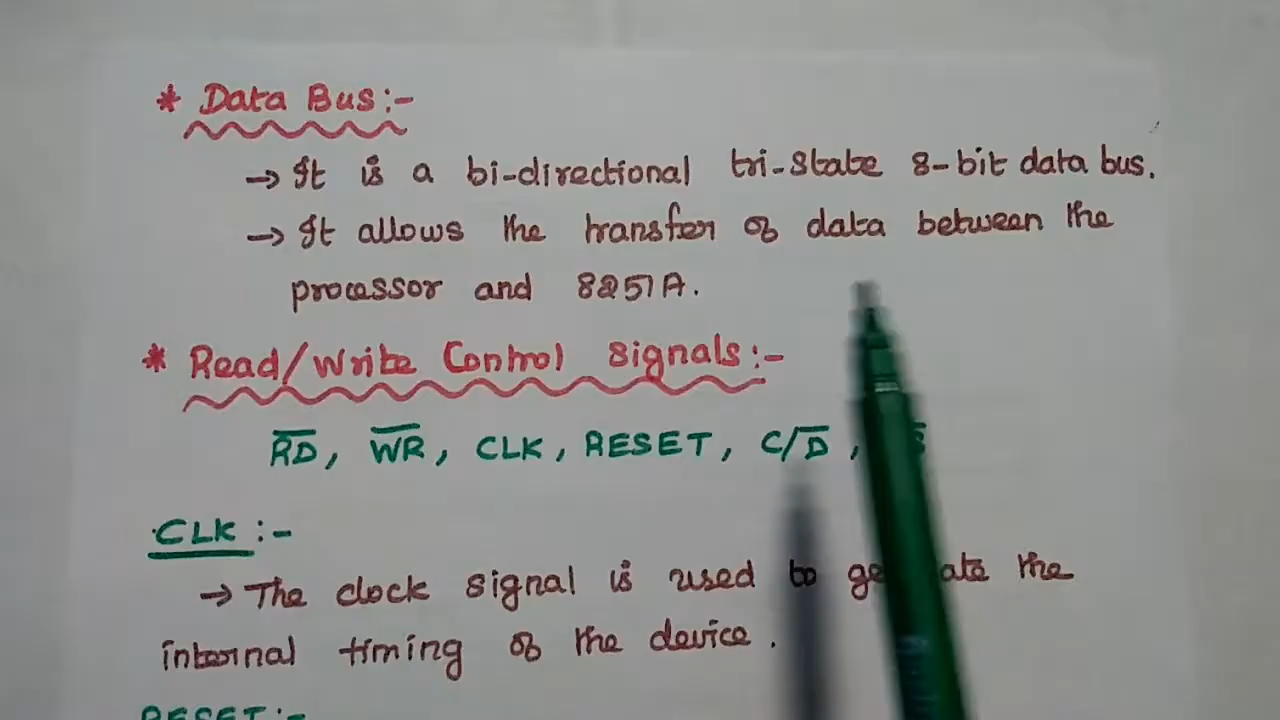 * Data Bus:-
→ It is a bi-directional tri-state 8-bit data bus.
→ It allows the transfer of data between the
processor and 8251A.
* Read/Write Control Signals:-
R̅D̅, W̅R̅, CLK, RESET, C/D̅,
CLK :-
→ The clock signal is used to the
internal timing of the device.
RESET:-